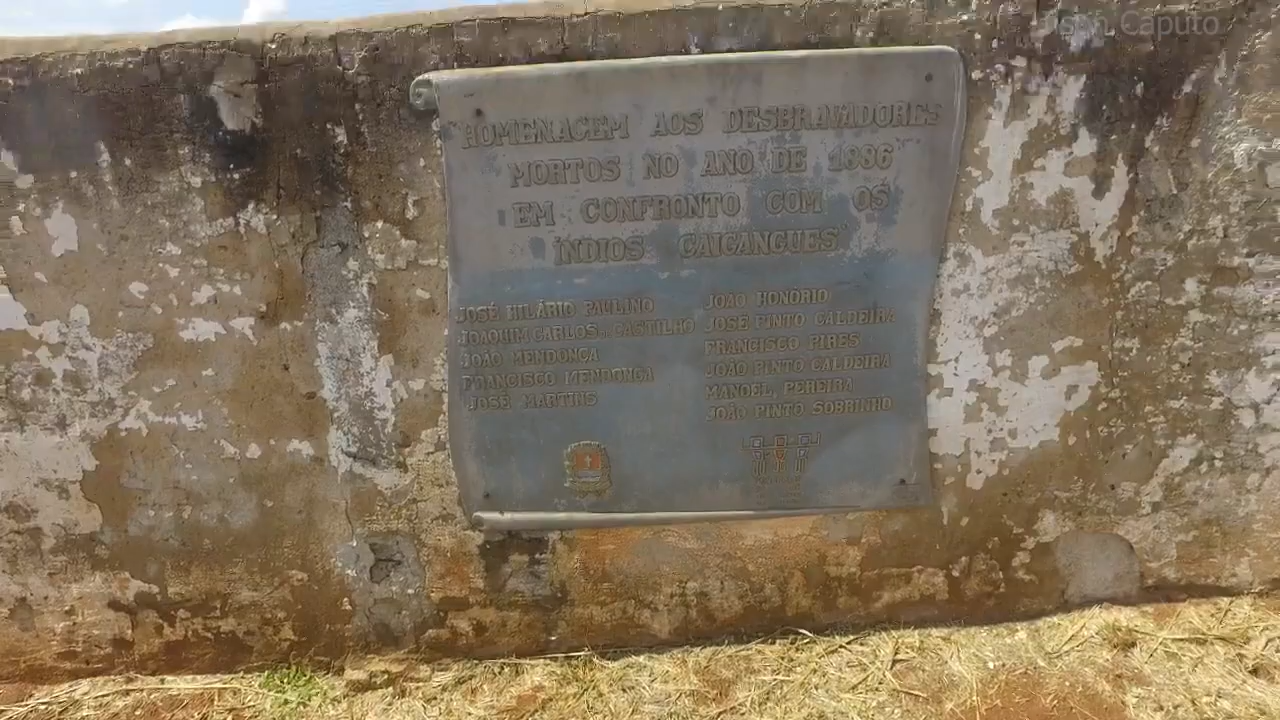 HOMENAGEM AOS DESBRAVADORES
MORTOS NO ANO DE 1886
EM CONFRONTO COM OS
ÍNDIOS CAIGANGUES
JOSÉ HILÁRIO PAULINO
JOAQUIM CARLOS DE CASTILHO
JOÃO MENDONÇA
FRANCISCO MENDONÇA
JOSÉ MARTINS
JOÃO HONÓRIO
JOSÉ PINTO CALDEIRA
FRANCISCO PIRES
JOÃO PINTO CALDEIRA
MANOEL PEREIRA
JOÃO PINTO SOBRINHO
Caputo